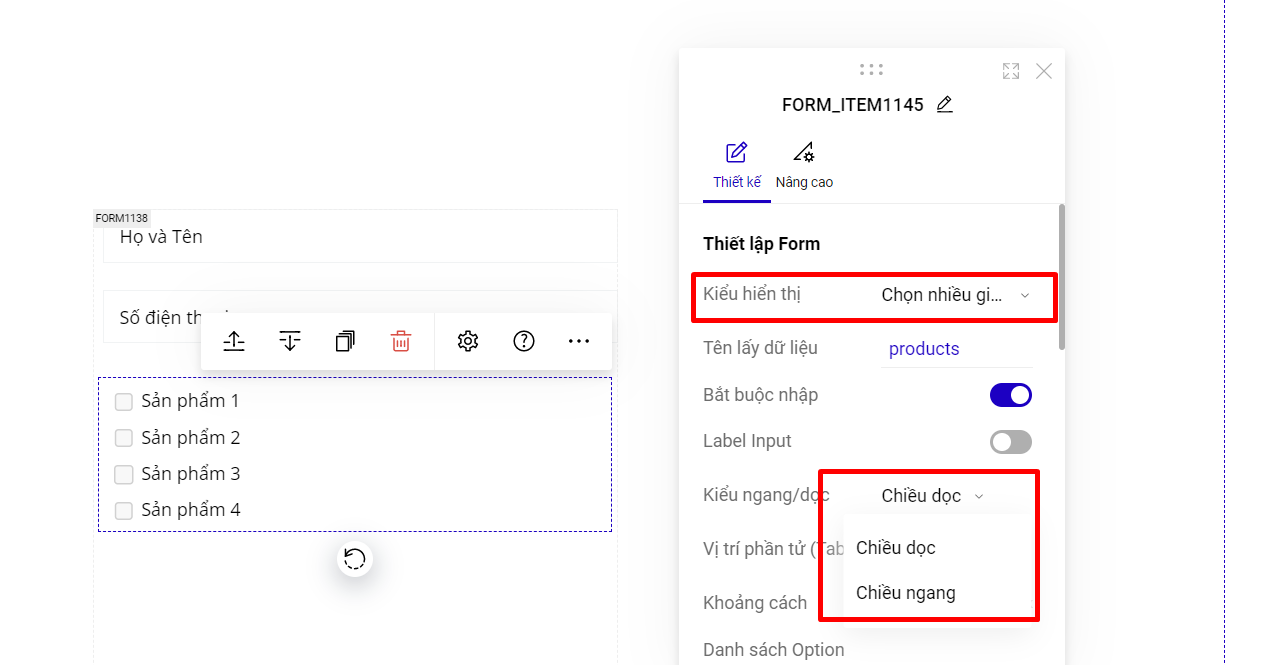 FORM1138
Họ và Tên
Số điện th
Sản phẩm 1
Sản phẩm 2
Sản phẩm 3
Sản phẩm 4
FORM_ITEM1145
Thiết kế
Nâng cao
Thiết lập Form
Kiểu hiển thị
Chọn nhiều gi...
Tên lấy dữ liệu
products
Bắt buộc nhập
Label Input
Kiểu ngang/dọc
Chiều dọc
Chiều dọc
Chiều ngang
Vị trí phần tử (Tab
Khoảng cách
Danh sách Option